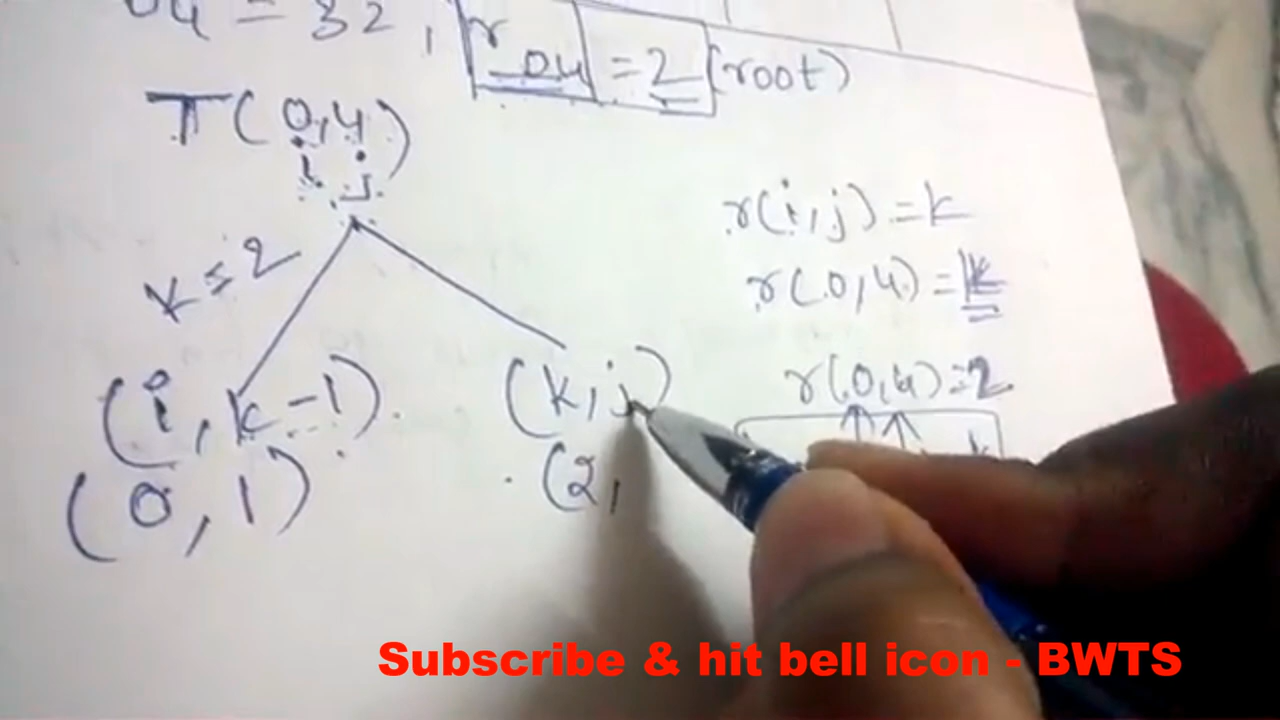 04 = 32, r04 = 2 (root)
T(0,4)
i j
k = 2
(i, k-1)
(0, 1)
(k, j)
(2,
r(i, j) = k
r(0, 4) = k
r(0, 4) = 2
k
Subscribe & hit bell icon - BWTS